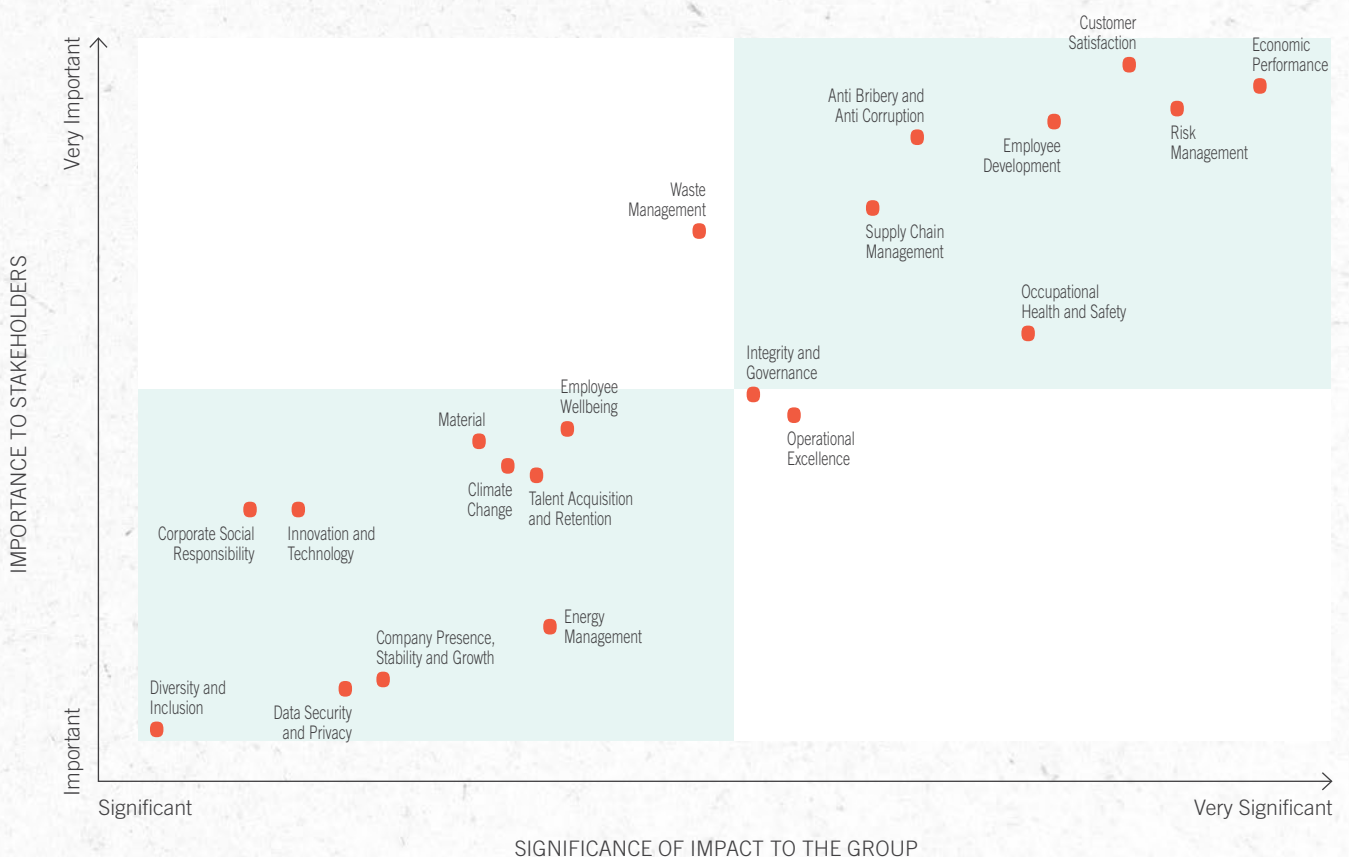 Customer
Satisfaction
Economic
Performance
Very Important
Anti Bribery and
Anti Corruption
Employee
Development
Risk
Management
Waste
Management
Supply Chain
Management
IMPORTANCE TO STAKEHOLDERS
Occupational
Health and Safety
Integrity and
Governance
Operational
Excellence
Employee
Wellbeing
Material
Climate
Change
Talent Acquisition
and Retention
Corporate Social
Responsibility
Innovation and
Technology
Energy
Management
Company Presence,
Stability and Growth
Diversity and
Inclusion
Data Security
and Privacy
Important
Significant
Very Significant
SIGNIFICANCE OF IMPACT TO THE GROUP